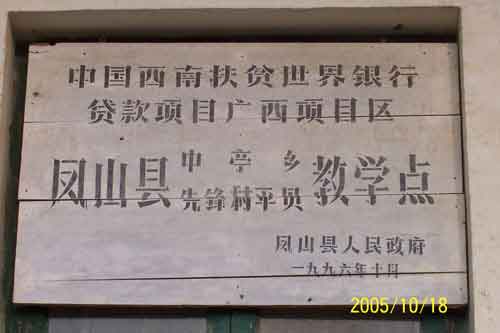 中国西南扶贫世界银行
贷款项目广西项目区
凤山县 中亭乡 先锋村平员 教学点
凤山县人民政府
一九九六年十月
2005/10/18